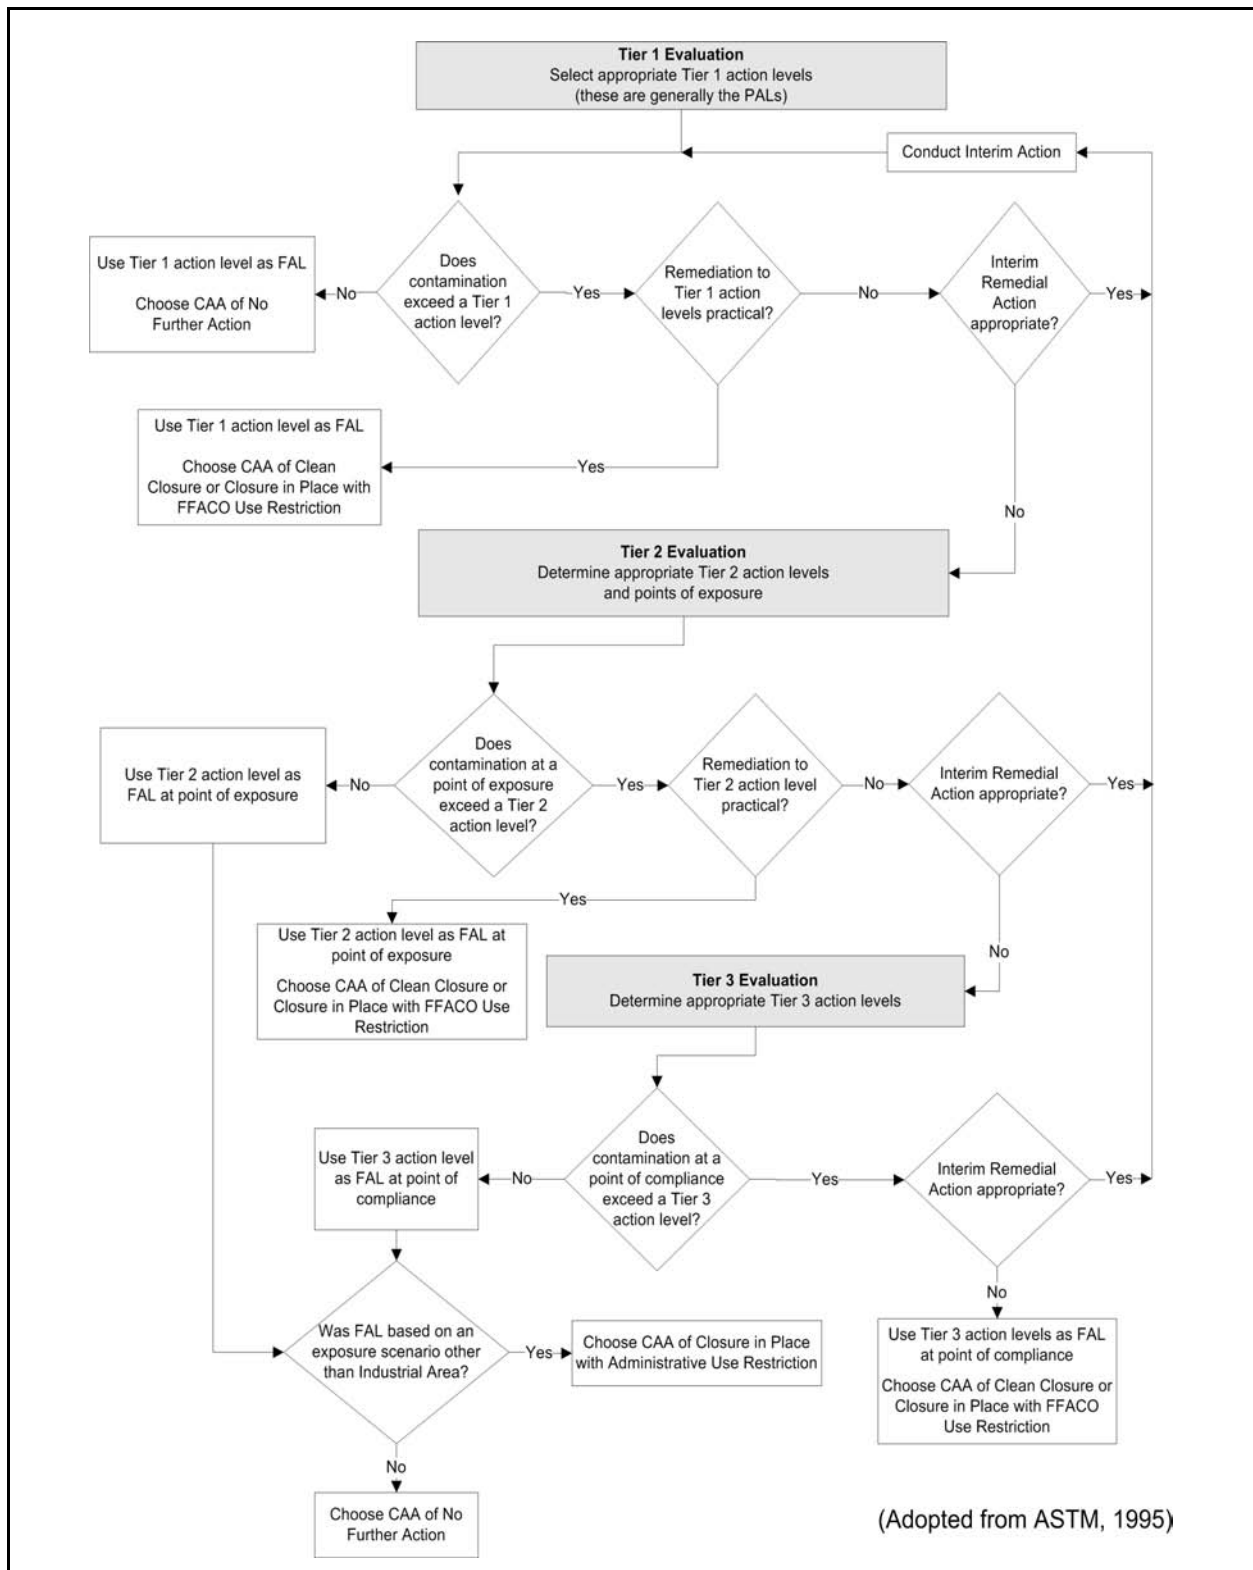 Tier 1 Evaluation
Select appropriate Tier 1 action levels
(these are generally the PALs)
Conduct Interim Action
Use Tier 1 action level as FAL
Choose CAA of No
Further Action
No
Does
contamination
exceed a Tier 1
action level?
Yes
Remediation to
Tier 1 action
levels practical?
No
Interim
Remedial
Action
appropriate?
Yes
Use Tier 1 action level as FAL
Choose CAA of Clean
Closure or Closure in Place with
FFACO Use Restriction
Yes
No
Tier 2 Evaluation
Determine appropriate Tier 2 action levels
and points of exposure
Use Tier 2 action level as
FAL at point of exposure
No
Does
contamination at a
point of exposure
exceed a Tier 2
action level?
Yes
Remediation to
Tier 2 action level
practical?
No
Interim Remedial
Action appropriate?
Yes
Yes
Use Tier 2 action level as FAL at
point of exposure
Choose CAA of Clean Closure or
Closure in Place with FFACO Use
Restriction
No
Tier 3 Evaluation
Determine appropriate Tier 3 action levels
Use Tier 3 action level
as FAL at point of
compliance
No
Does
contamination at a
point of compliance
exceed a Tier 3
action level?
Yes
Interim Remedial
Action appropriate?
Yes
No
Use Tier 3 action levels as FAL
at point of compliance
Choose CAA of Clean Closure or
Closure in Place with FFACO
Use Restriction
Was FAL based on an
exposure scenario other
than Industrial Area?
Yes
Choose CAA of Closure in Place
with Administrative Use Restriction
No
Choose CAA of No
Further Action
(Adopted from ASTM, 1995)